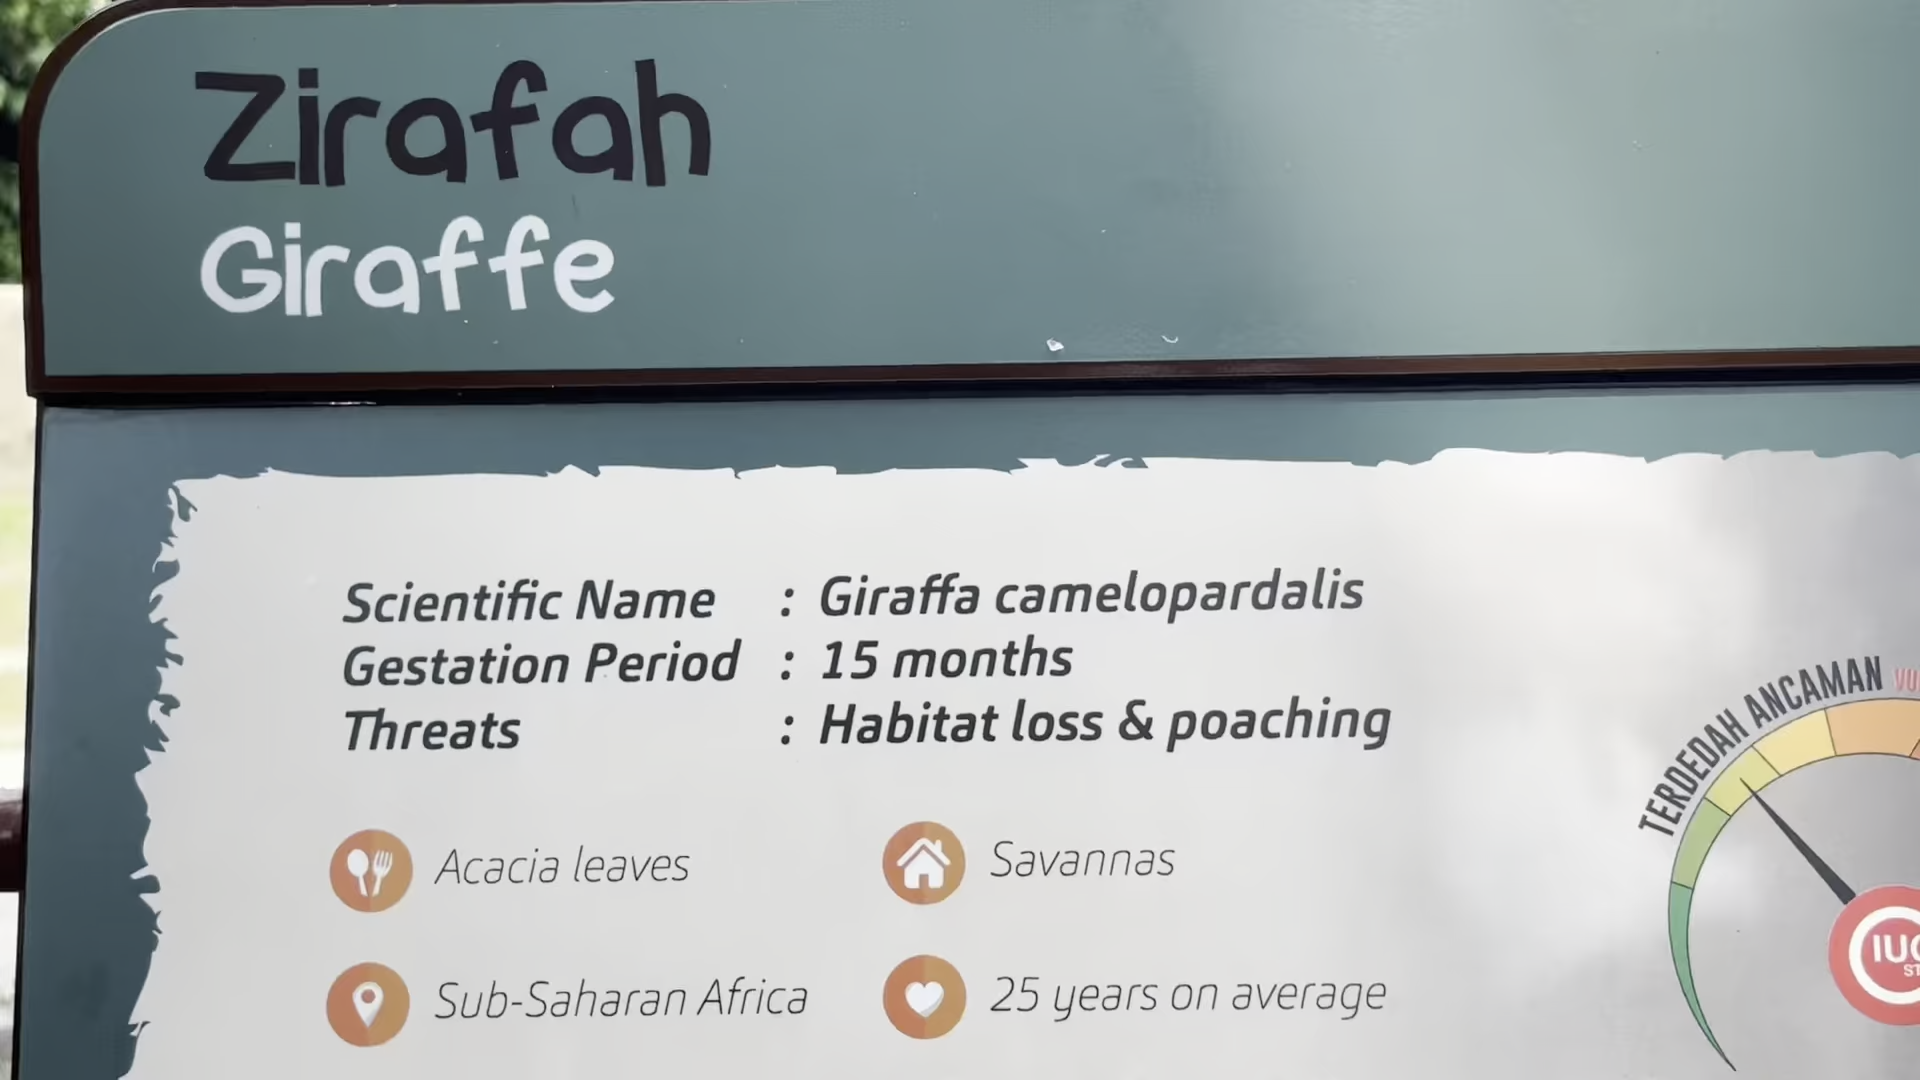 Zirafah
Giraffe
Scientific Name : Giraffa camelopardalis
Gestation Period : 15 months
Threats : Habitat loss & poaching
TERDEDAH ANCAMAN
Acacia leaves
Savannas
Sub-Saharan Africa
25 years on average